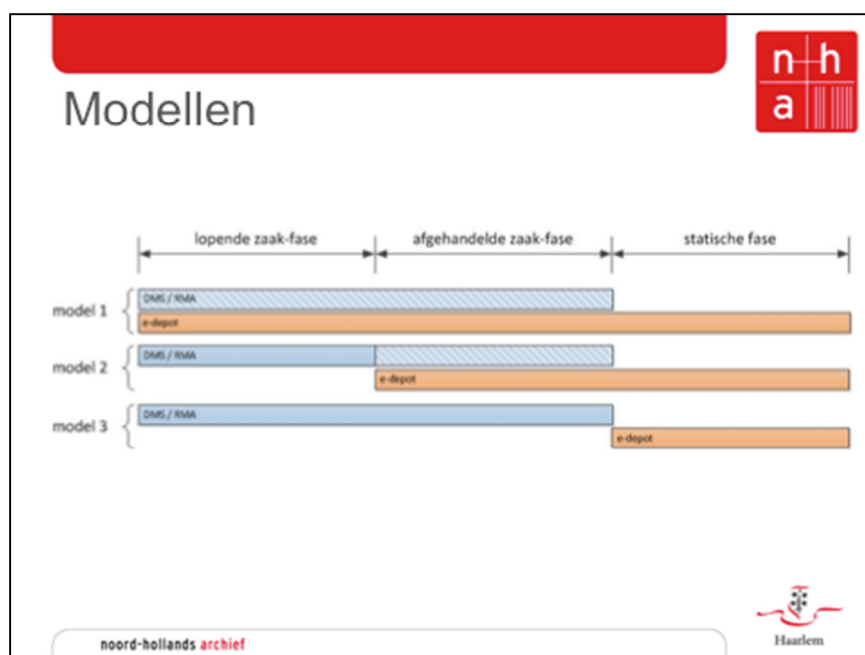 n h
a
Modellen
lopende zaak-fase afgehandelde zaak-fase statische fase
model 1
DMS / RMA
e-depot
model 2
DMS / RMA
e-depot
model 3
DMS / RMA
e-depot
noord-hollands archief
Haarlem